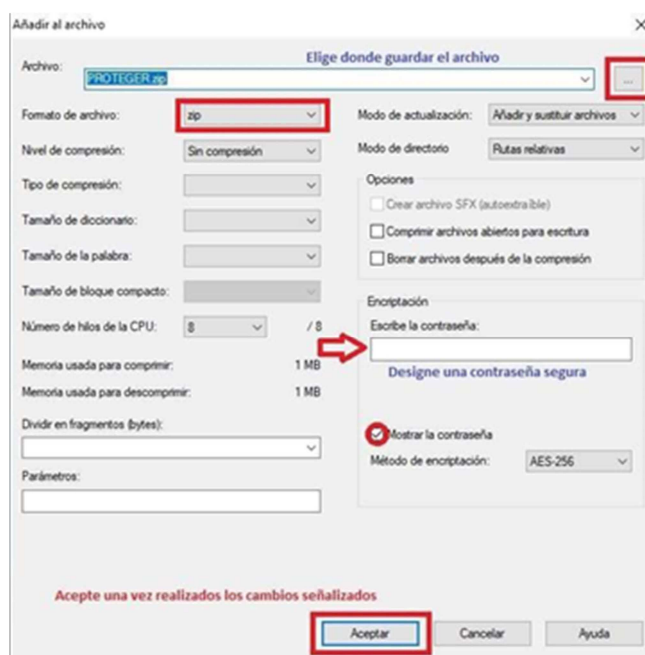 Añadir al archivo
Elige donde guardar el archivo
Archivo:
PROTEGER.zip
...
Formato de archivo:
zip
Modo de actualización:
Añadir y sustituir archivos
Nivel de compresión:
Sin compresión
Modo de directorio
Rutas relativas
Tipo de compresión:
Opciones
Crear archivo SFX (autoextraíble)
Tamaño de diccionario:
Comprimir archivos abiertos para escritura
Tamaño de la palabra:
Borrar archivos después de la compresión
Tamaño de bloque compacto:
Encriptación
Número de hilos de la CPU:
8
/ 8
Escribe la contraseña:
Memoria usada para comprimir:
1 MB
Designe una contraseña segura
Memoria usada para descomprimir:
1 MB
Dividir en fragmentos (bytes):
Mostrar la contraseña
Método de encriptación:
AES-256
Parámetros:
Acepte una vez realizados los cambios señalizados
Aceptar
Cancelar
Ayuda